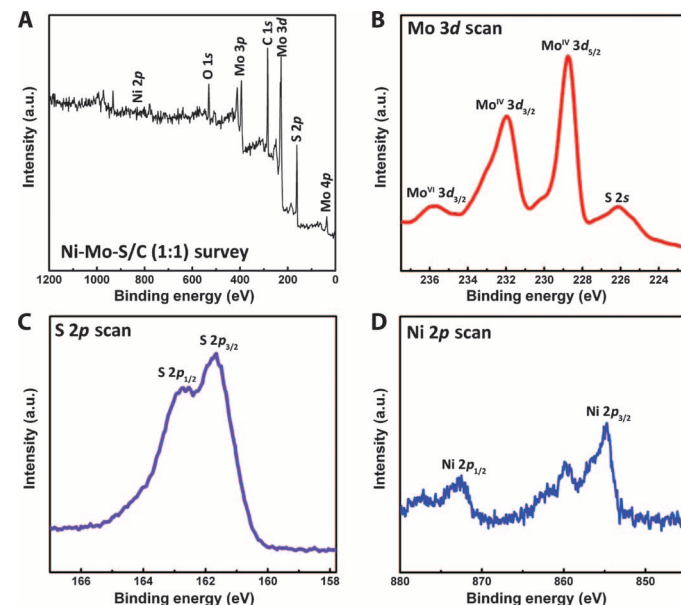 A
Intensity (a.u.)
Ni 2p
O 1s
Mo 3p
C 1s
Mo 3d
S 2p
Mo 4p
Ni-Mo-S/C (1:1) survey
1200 1000 800 600 400 200 0
Binding energy (eV)
B
Mo 3d scan
Intensity (a.u.)
Mo^IV 3d5/2
Mo^IV 3d3/2
Mo^VI 3d3/2
S 2s
236 234 232 230 228 226 224
Binding energy (eV)
C
S 2p scan
Intensity (a.u.)
S 2p3/2
S 2p1/2
166 164 162 160 158
Binding energy (eV)
D
Ni 2p scan
Intensity (a.u.)
Ni 2p3/2
Ni 2p1/2
880 870 860 850
Binding energy (eV)